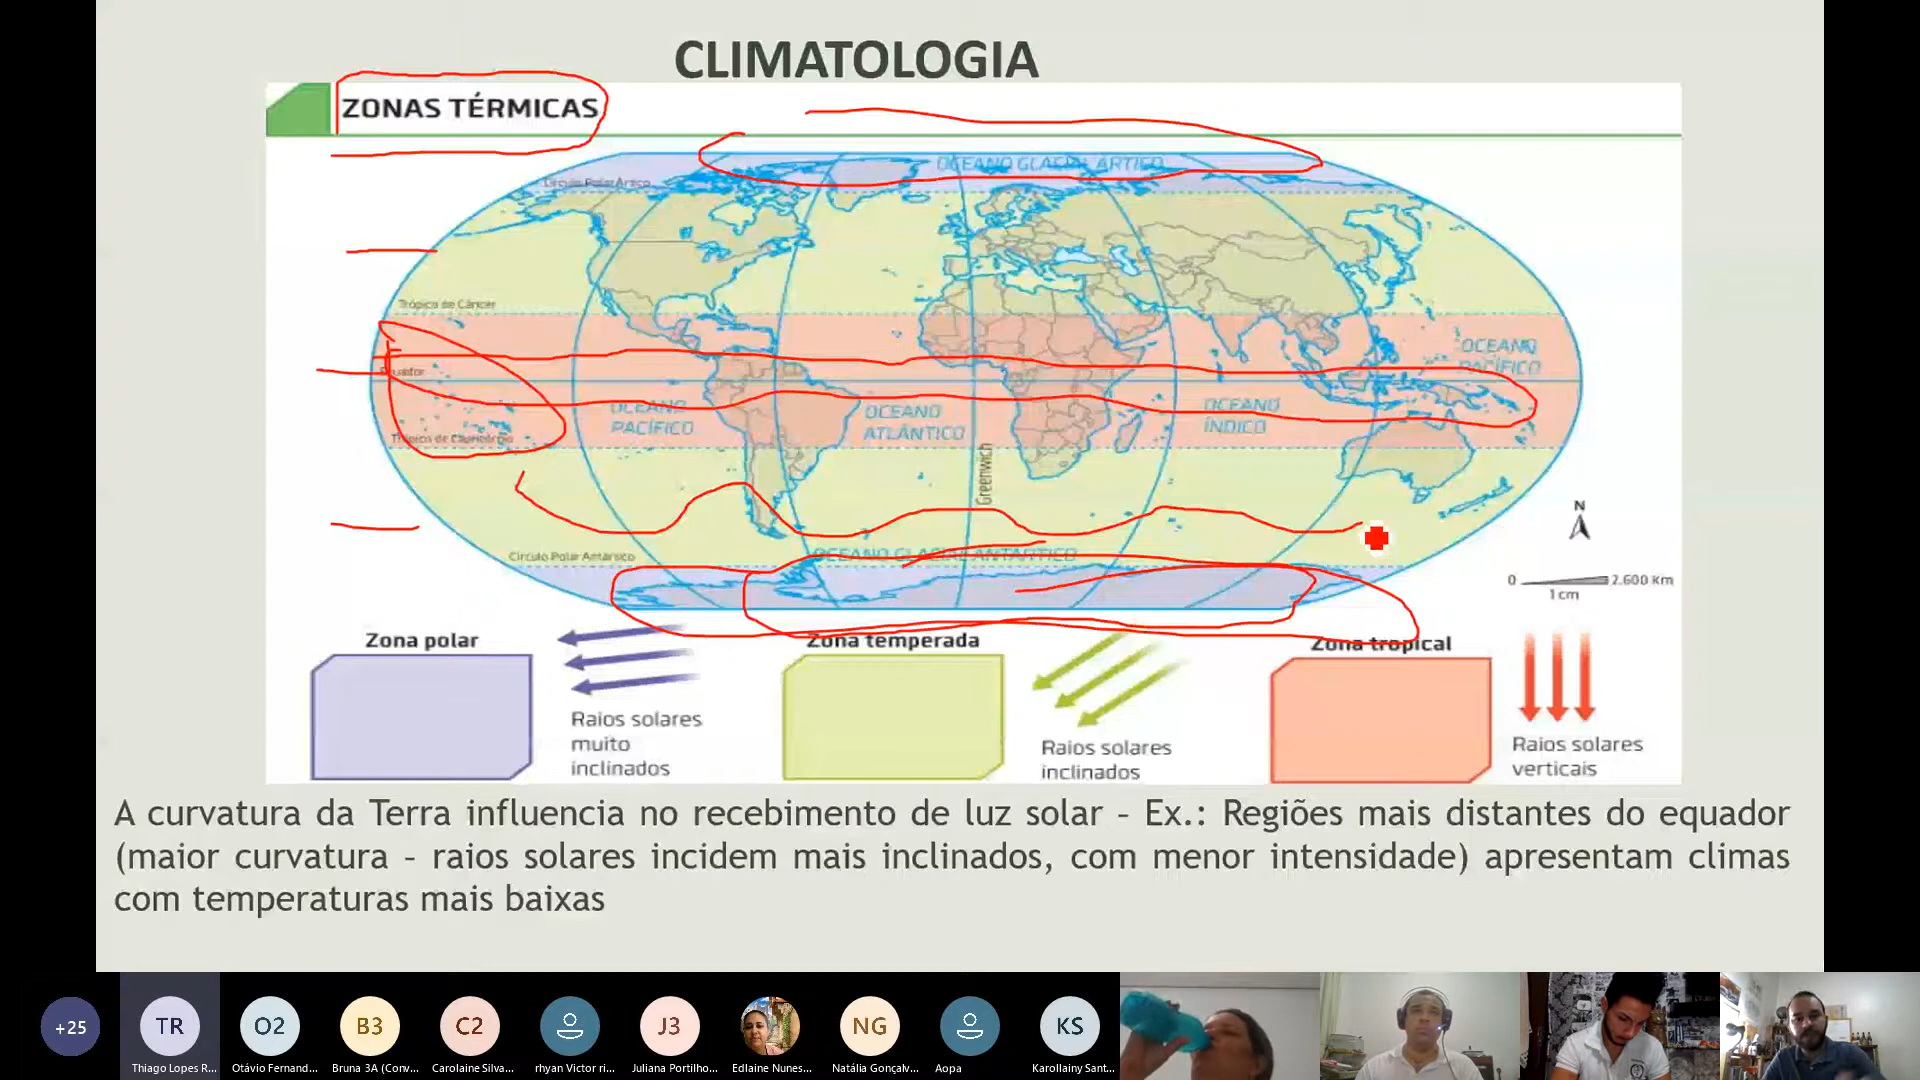 CLIMATOLOGIA
ZONAS TÉRMICAS
OCEANO GLACIAL ÁRTICO
Círculo Polar Ártico
Trópico de Câncer
OCEANO
PACÍFICO
Equador
OCEANO
PACÍFICO
OCEANO
ATLÂNTICO
OCEANO
ÍNDICO
Trópico de Capricórnio
Greenwich
N
Círculo Polar Antártico
OCEANO GLACIAL ANTÁRTICO
0 2.600 Km
1 cm
Zona polar
Raios solares
muito
inclinados
Zona temperada
Raios solares
inclinados
Zona tropical
Raios solares
verticais
A curvatura da Terra influencia no recebimento de luz solar – Ex.: Regiões mais distantes do equador
(maior curvatura – raios solares incidem mais inclinados, com menor intensidade) apresentam climas
com temperaturas mais baixas
+25
TR
O2
B3
C2
J3
NG
KS
Thiago Lopes R...
Otávio Fernand...
Bruna 3A (Conv...
Carolaine Silva...
rhyan Victor ri...
Juliana Portilho...
Edlaine Nunes...
Natália Gonçalv...
Aopa
Karollainy Sant...